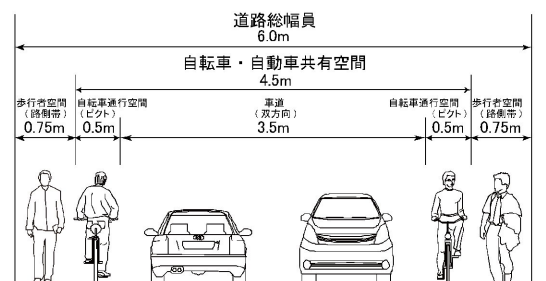 道路総幅員
6.0m
自転車・自動車共有空間
4.5m
歩行者空間
(路側帯)
0.75m
自転車通行空間
(ピクト)
0.5m
車道
(双方向)
3.5m
自転車通行空間
(ピクト)
0.5m
歩行者空間
(路側帯)
0.75m